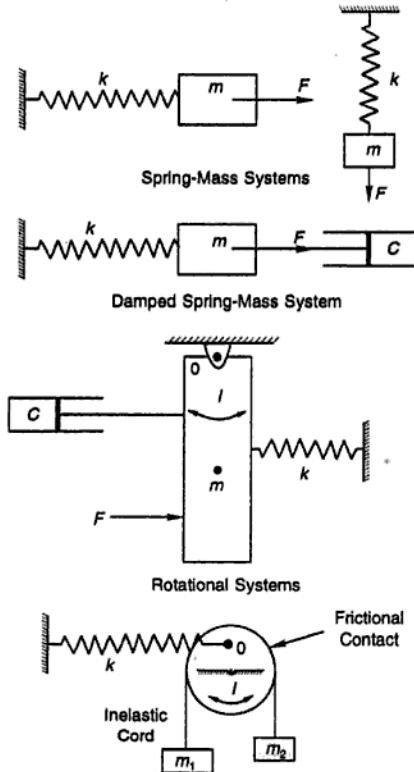 k
m
F
k
m
F
Spring-Mass Systems
k
m
F
C
Damped Spring-Mass System
0
C
I
m
k
F
Rotational Systems
Frictional
Contact
k
0
I
Inelastic
Cord
m₁
m₂